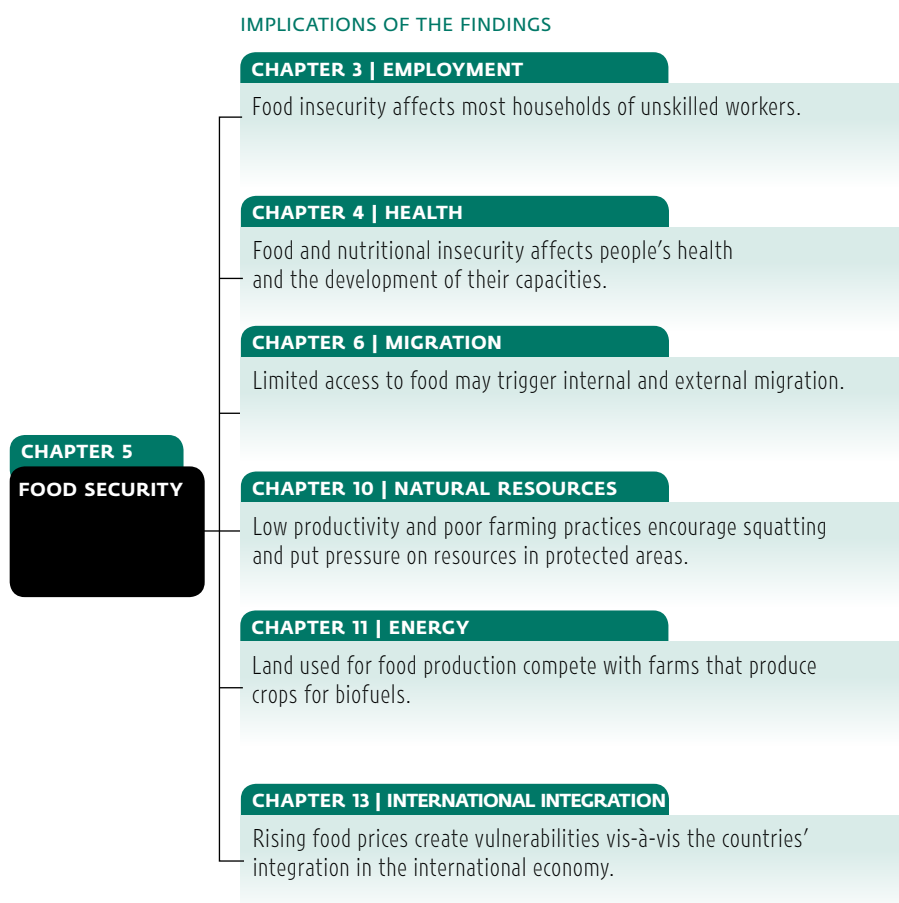 IMPLICATIONS OF THE FINDINGS
CHAPTER 3 | EMPLOYMENT
Food insecurity affects most households of unskilled workers.
CHAPTER 4 | HEALTH
Food and nutritional insecurity affects people's health
and the development of their capacities.
CHAPTER 6 | MIGRATION
Limited access to food may trigger internal and external migration.
CHAPTER 5
FOOD SECURITY
CHAPTER 10 | NATURAL RESOURCES
Low productivity and poor farming practices encourage squatting
and put pressure on resources in protected areas.
CHAPTER 11 | ENERGY
Land used for food production compete with farms that produce
crops for biofuels.
CHAPTER 13 | INTERNATIONAL INTEGRATION
Rising food prices create vulnerabilities vis-à-vis the countries'
integration in the international economy.